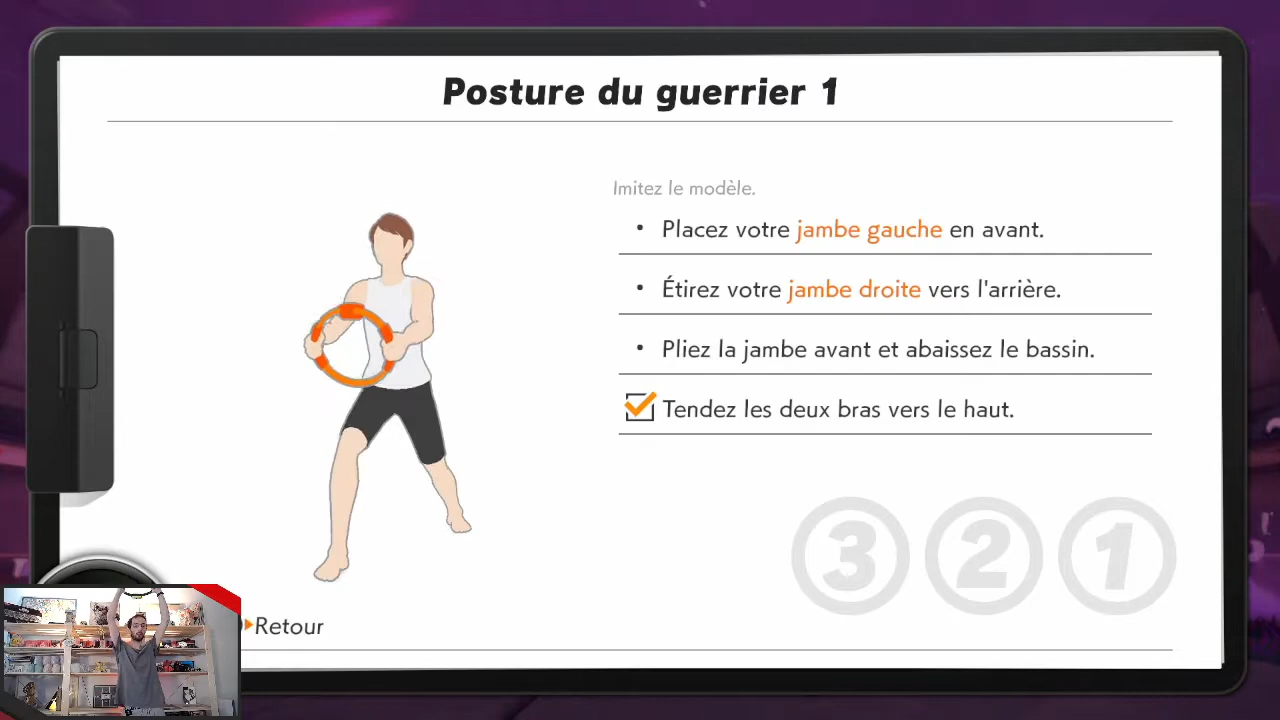 Posture du guerrier 1
Imitez le modèle.
• Placez votre jambe gauche en avant.
• Étirez votre jambe droite vers l'arrière.
• Pliez la jambe avant et abaissez le bassin.
Tendez les deux bras vers le haut.
3 2 1
Retour